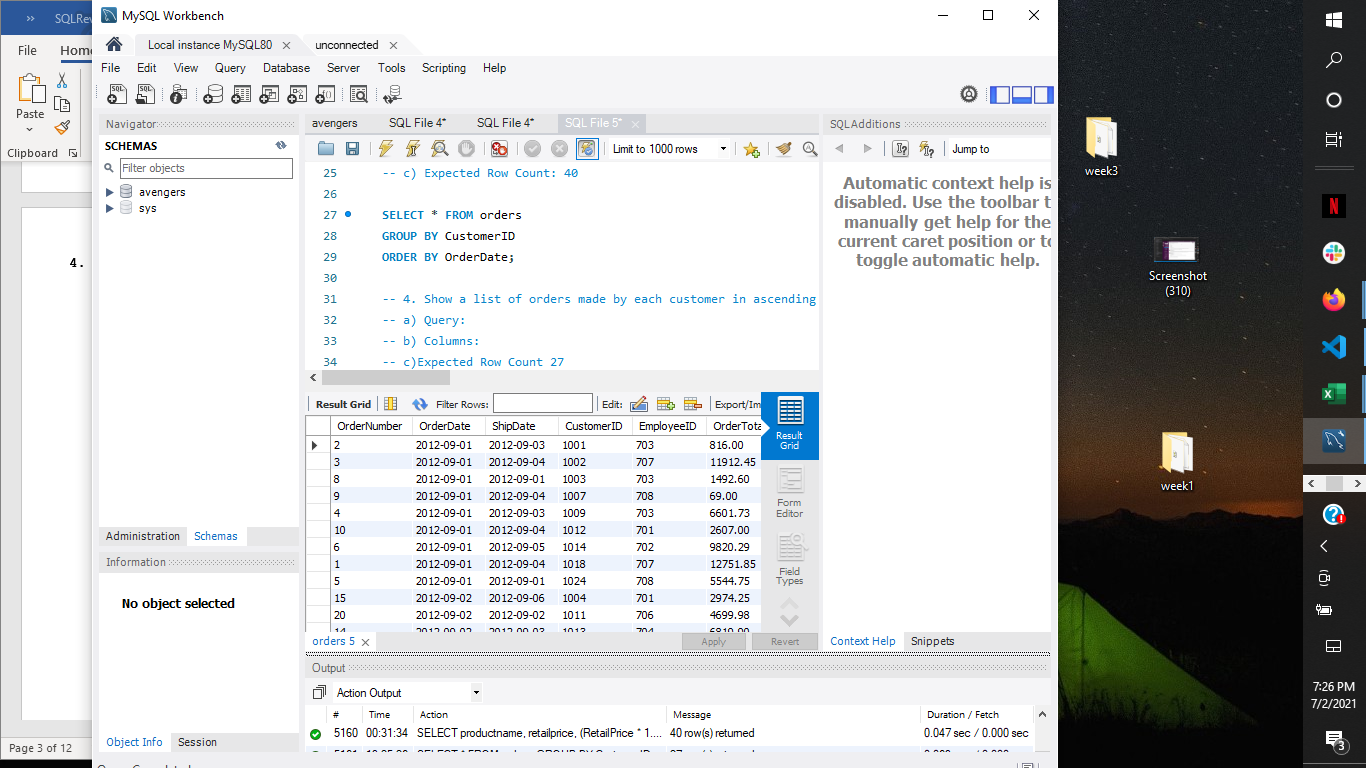 SQLRev
File
Home
Paste
Clipboard
4.
Page 3 of 12
MySQL Workbench
Local instance MySQL80
unconnected
File Edit View Query Database Server Tools Scripting Help
Navigator
SCHEMAS
Filter objects
avengers
sys
Administration Schemas
Information
No object selected
Object Info Session
avengers SQL File 4* SQL File 4* SQL File 5*
Limit to 1000 rows
25 -- c) Expected Row Count: 40
26
27 SELECT * FROM orders
28 GROUP BY CustomerID
29 ORDER BY OrderDate;
30
31 -- 4. Show a list of orders made by each customer in ascending
32 -- a) Query:
33 -- b) Columns:
34 -- c)Expected Row Count 27
Result Grid Filter Rows: Edit: Export/Im
OrderNumber OrderDate ShipDate CustomerID EmployeeID OrderTota
2 2012-09-01 2012-09-03 1001 703 816.00
3 2012-09-01 2012-09-04 1002 707 11912.45
8 2012-09-01 2012-09-01 1003 703 1492.60
9 2012-09-01 2012-09-04 1007 708 69.00
4 2012-09-01 2012-09-03 1009 703 6601.73
10 2012-09-01 2012-09-04 1012 701 2607.00
6 2012-09-01 2012-09-05 1014 702 9820.29
1 2012-09-01 2012-09-04 1018 707 12751.85
5 2012-09-01 2012-09-01 1024 708 5544.75
15 2012-09-02 2012-09-06 1004 701 2974.25
20 2012-09-02 2012-09-02 1011 706 4699.98
Result
Grid
Form
Editor
Field
Types
orders 5
Apply Revert
SQLAdditions
Jump to
Automatic context help is
disabled. Use the toolbar t
manually get help for the
current caret position or to
toggle automatic help.
Context Help Snippets
Output
Action Output
# Time Action Message Duration / Fetch
5160 00:31:34 SELECT productname, retailprice, (RetailPrice * 1.... 40 row(s) returned 0.047 sec / 0.000 sec
week3
Screenshot
(310)
week1
7:26 PM
7/2/2021
3